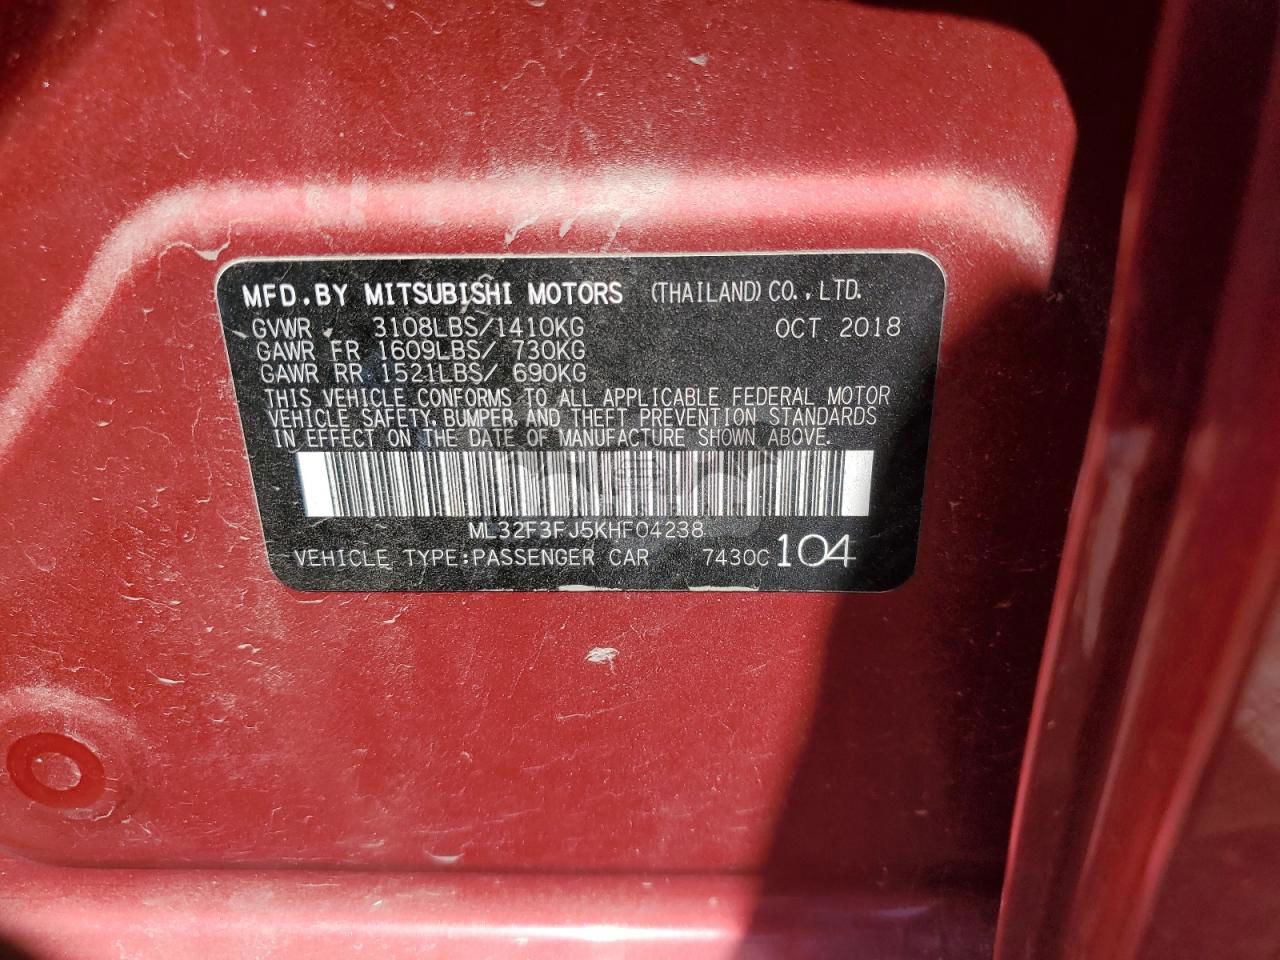 MFD.BY MITSUBISHI MOTORS (THAILAND) CO.,LTD.
GVWR 3108LBS/1410KG OCT 2018
GAWR FR 1609LBS/ 730KG
GAWR RR 1521LBS/ 690KG
THIS VEHICLE CONFORMS TO ALL APPLICABLE FEDERAL MOTOR
VEHICLE SAFETY, BUMPER, AND THEFT PREVENTION STANDARDS
IN EFFECT ON THE DATE OF MANUFACTURE SHOWN ABOVE.
ML32F3FJ5KHF04238
VEHICLE TYPE:PASSENGER CAR 7430C 104